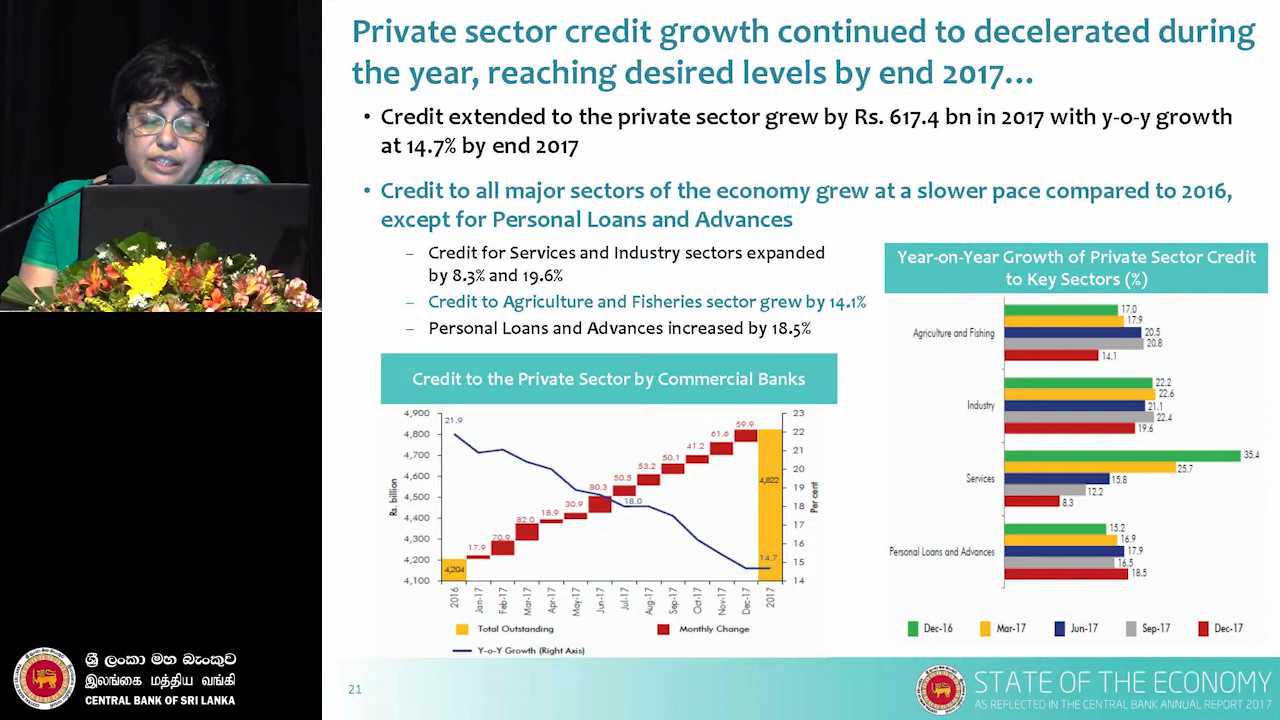 Private sector credit growth continued to decelerated during
the year, reaching desired levels by end 2017...
• Credit extended to the private sector grew by Rs. 617.4 bn in 2017 with y-o-y growth
at 14.7% by end 2017
• Credit to all major sectors of the economy grew at a slower pace compared to 2016,
except for Personal Loans and Advances
– Credit for Services and Industry sectors expanded
by 8.3% and 19.6%
– Credit to Agriculture and Fisheries sector grew by 14.1%
– Personal Loans and Advances increased by 18.5%
Credit to the Private Sector by Commercial Banks
Rs. billion
4,900
4,800
4,700
4,600
4,500
4,400
4,300
4,200
4,100
21.9
4,204
17.9
70.9
82.0
18.9
30.9
80.3
50.5
18.0
53.2
50.1
41.2
61.6
59.9
4,822
14.7
23
22
21
20
19
18
17
16
15
14
Per cent
2016
Jan-17
Feb-17
Mar-17
Apr-17
May-17
Jun-17
Jul-17
Aug-17
Sep-17
Oct-17
Nov-17
Dec-17
2017
Total Outstanding
Monthly Change
Y-o-Y Growth (Right Axis)
Year-on-Year Growth of Private Sector Credit
to Key Sectors (%)
Agriculture and Fishing
17.0
17.9
20.5
20.8
14.1
Industry
22.2
22.6
21.1
22.4
19.6
Services
35.4
25.7
15.8
12.2
8.3
Personal Loans and Advances
15.2
16.9
17.9
16.5
18.5
Dec-16
Mar-17
Jun-17
Sep-17
Dec-17
21
ශ්‍රී ලංකා මහ බැංකුව
இலங்கை மத்திய வங்கி
CENTRAL BANK OF SRI LANKA
STATE OF THE ECONOMY
AS REFLECTED IN THE CENTRAL BANK ANNUAL REPORT 2017